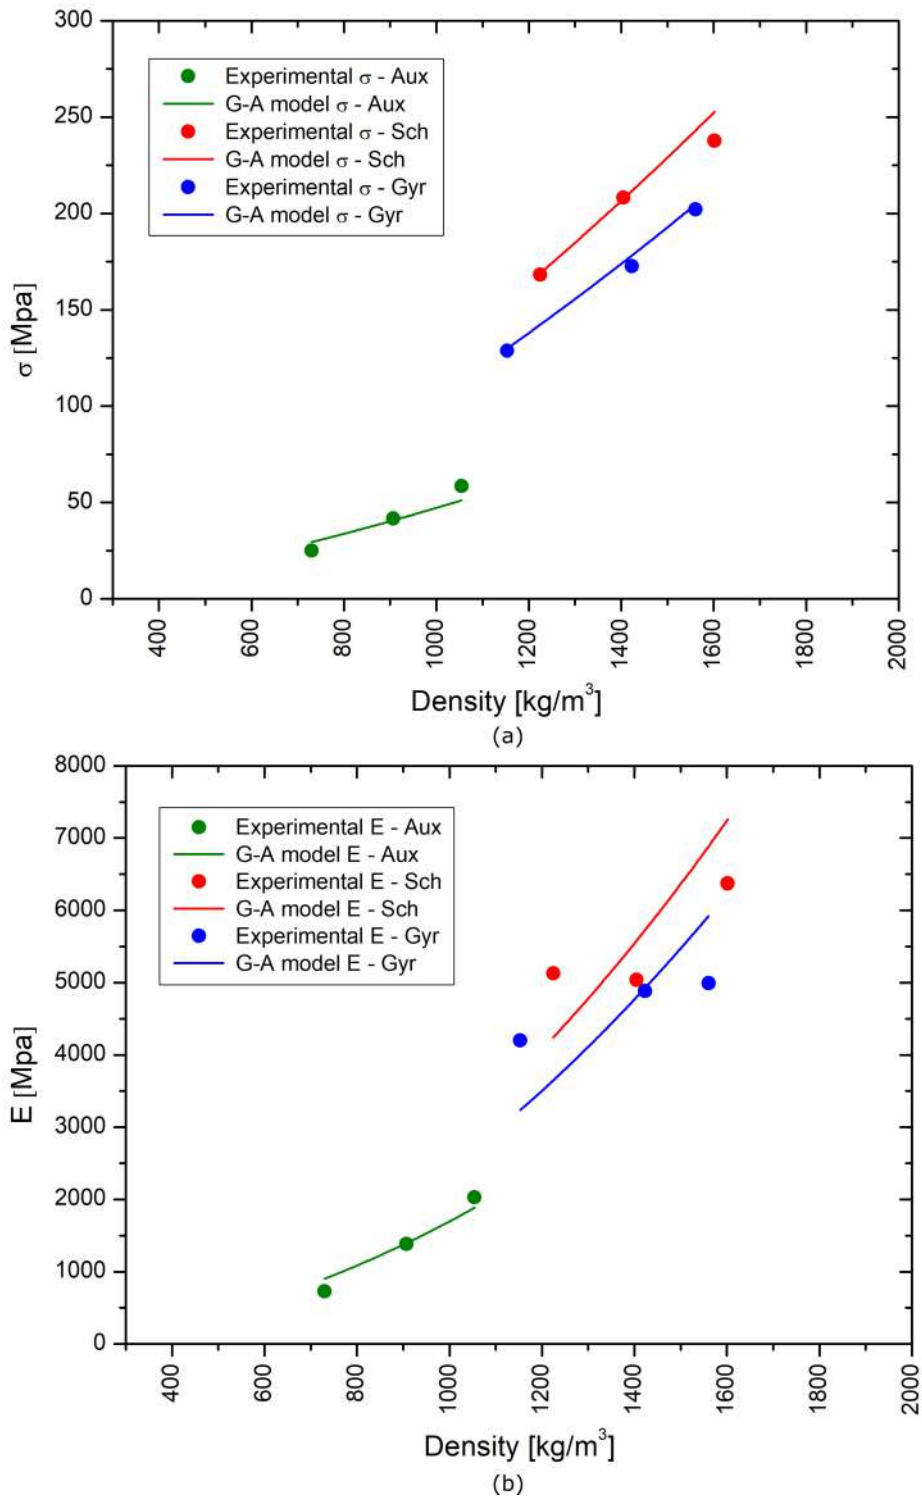 300
250
200
150
100
50
0
σ [Mpa]
Experimental σ - Aux
G-A model σ - Aux
Experimental σ - Sch
G-A model σ - Sch
Experimental σ - Gyr
G-A model σ - Gyr
400
600
800
1000
1200
1400
1600
1800
2000
Density [kg/m³]
(a)
8000
7000
6000
5000
4000
3000
2000
1000
0
E [Mpa]
Experimental E - Aux
G-A model E - Aux
Experimental E - Sch
G-A model E - Sch
Experimental E - Gyr
G-A model E - Gyr
400
600
800
1000
1200
1400
1600
1800
2000
Density [kg/m³]
(b)